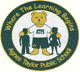 Where The Learning Begins
Agnes Taylor Public School